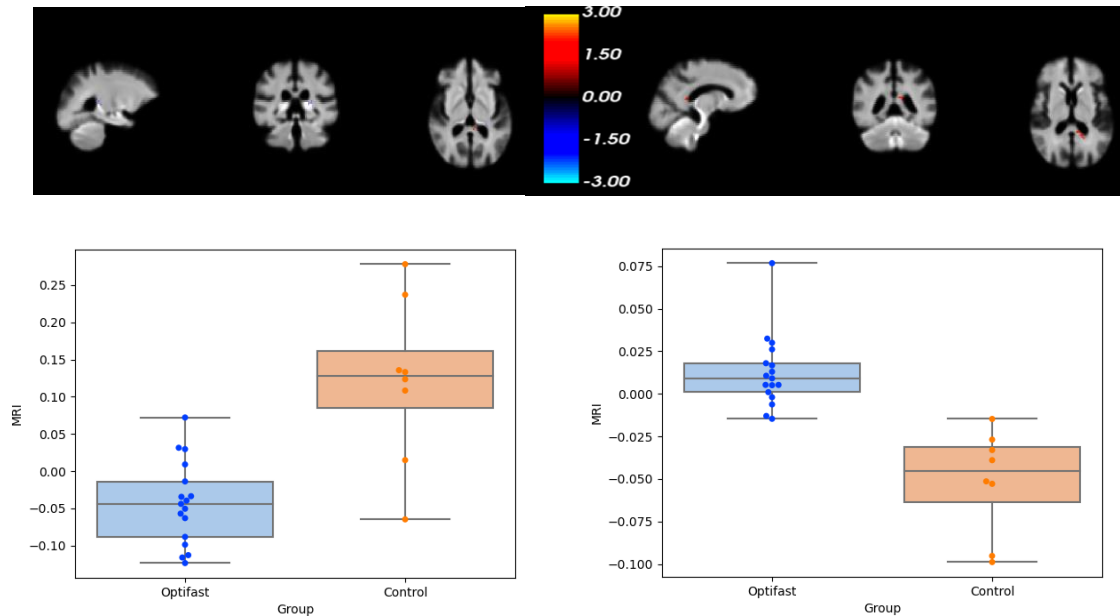 3.00
1.50
0.00
-1.50
-3.00
0.25
0.20
0.15
0.10
0.05
0.00
−0.05
−0.10
MRI
Optifast
Control
Group
0.075
0.050
0.025
0.000
−0.025
−0.050
−0.075
−0.100
MRI
Optifast
Control
Group